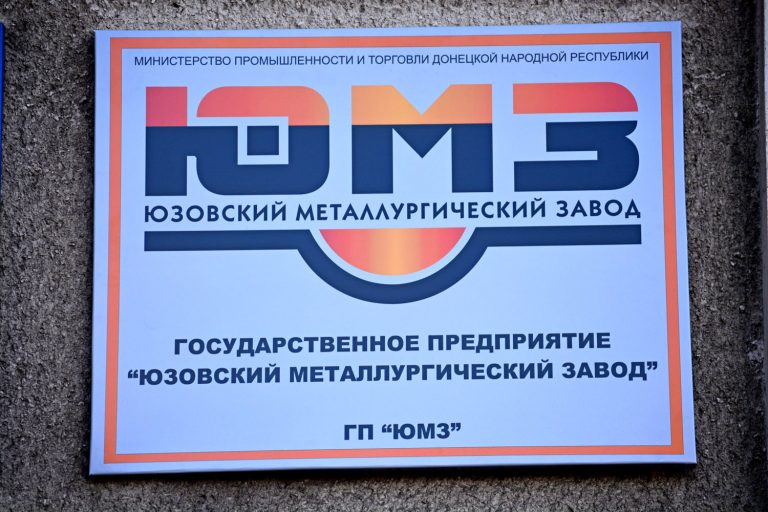 МИНИСТЕРСТВО ПРОМЫШЛЕННОСТИ И ТОРГОВЛИ ДОНЕЦКОЙ НАРОДНОЙ РЕСПУБЛИКИ
ЮМЗ
ЮЗОВСКИЙ МЕТАЛЛУРГИЧЕСКИЙ ЗАВОД
ГОСУДАРСТВЕННОЕ ПРЕДПРИЯТИЕ
“ЮЗОВСКИЙ МЕТАЛЛУРГИЧЕСКИЙ ЗАВОД”
ГП “ЮМЗ”